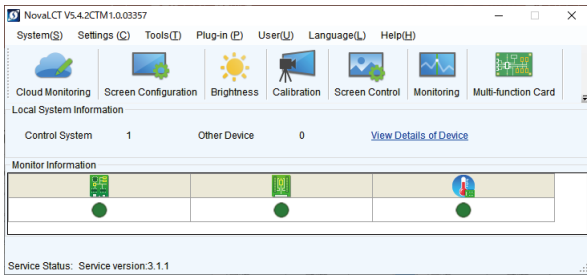 NovaLCT V5.4.2CTM1.0.03357
System(S) Settings (C) Tools(T) Plug-in (P) User(U) Language(L) Help(H)
Cloud Monitoring Screen Configuration Brightness Calibration Screen Control Monitoring Multi-function Card
Local System Information
Control System 1 Other Device 0 View Details of Device
Monitor Information
Service Status: Service version:3.1.1